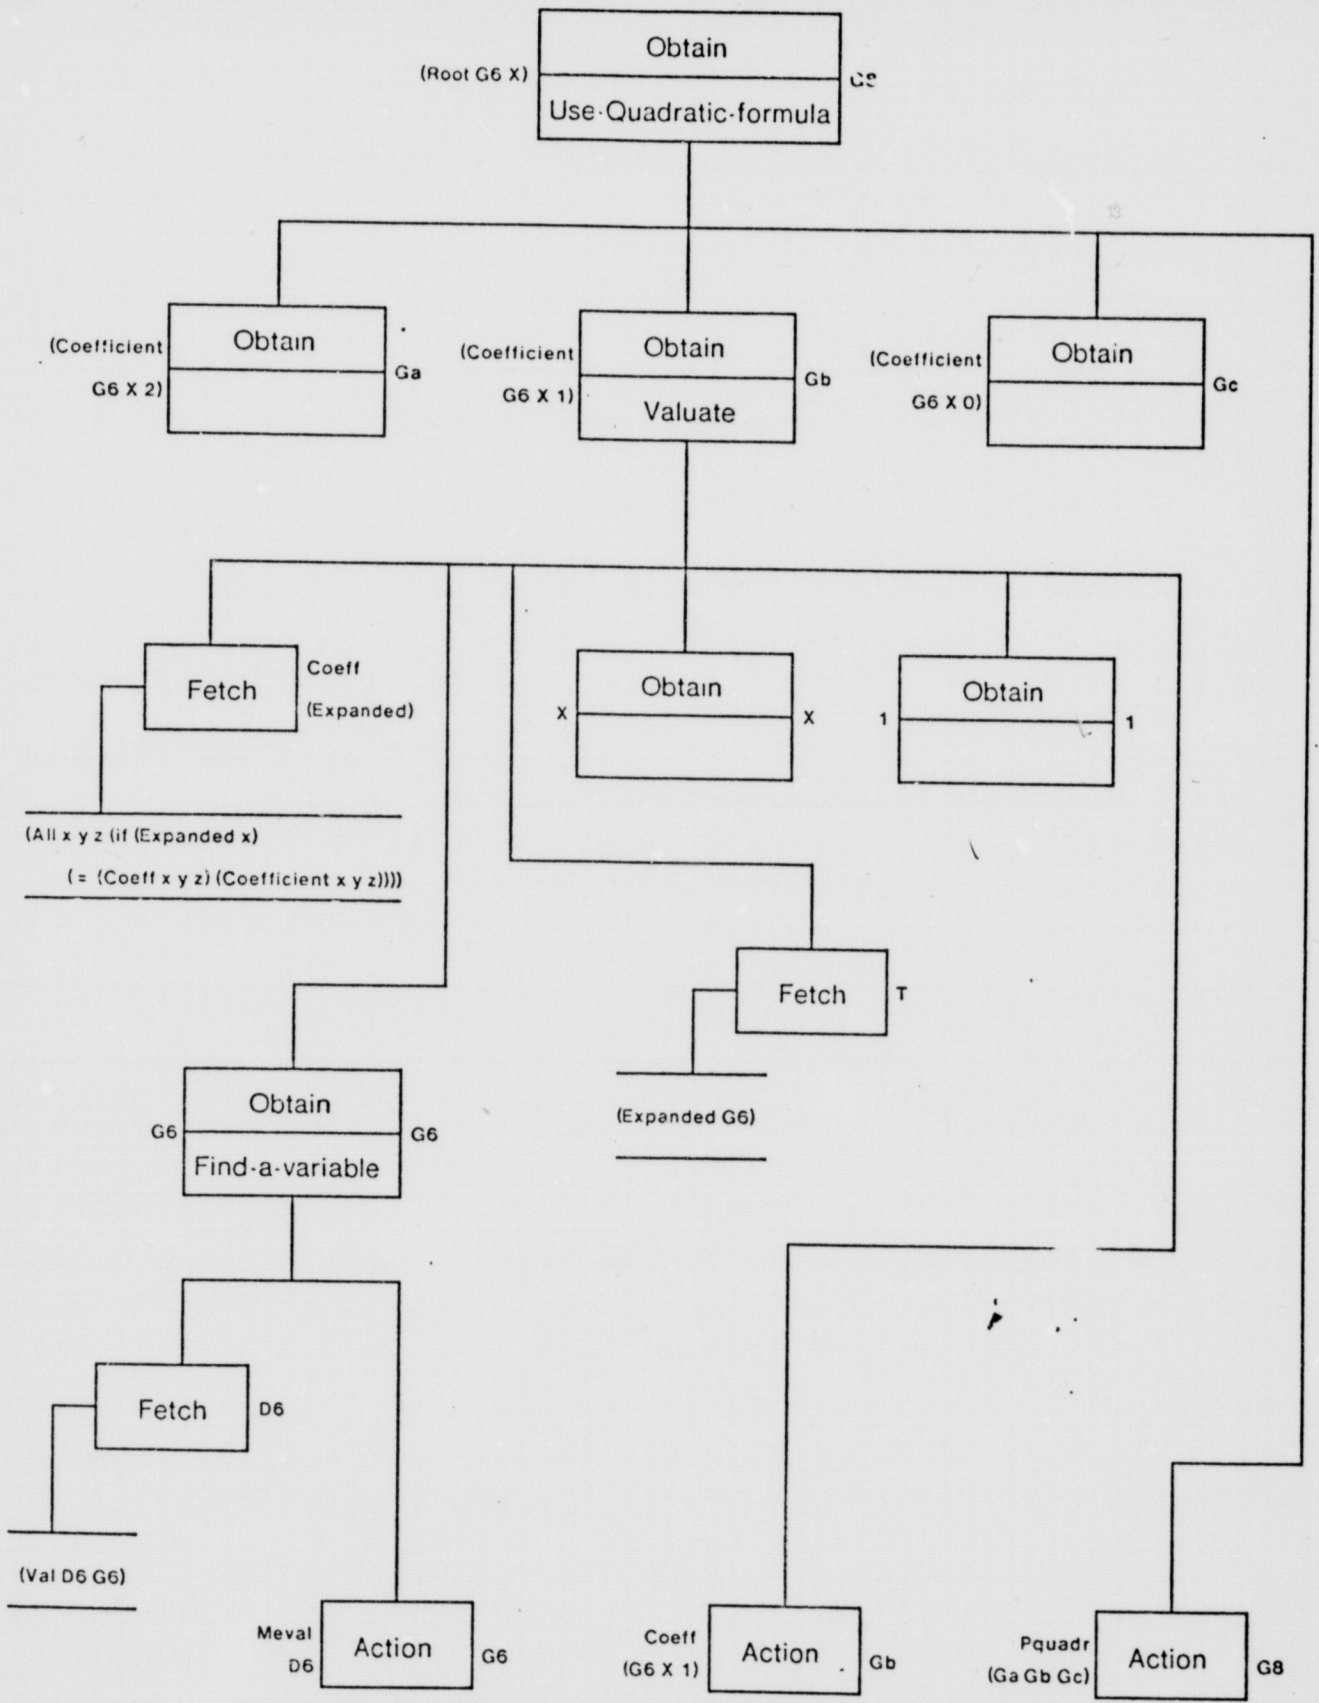 Obtain
(Root G6 X)
Use-Quadratic-formula
Obtain
(Coefficient
G6 X 2)
Ga
Obtain
(Coefficient
G6 X 1)
Gb
Valuate
Obtain
(Coefficient
G6 X 0)
Gc
Fetch
Coeff
(Expanded)
Obtain
X
X
Obtain
1
1
(All x y z (if (Expanded x)
(= (Coeff x y z) (Coefficient x y z))))
Fetch
T
(Expanded G6)
Obtain
G6
G6
Find-a-variable
Fetch
D6
(Val D6 G6)
Meval
D6
Action
G6
Coeff
(G6 X 1)
Action
Gb
Pquadr
(Ga Gb Gc)
Action
G8